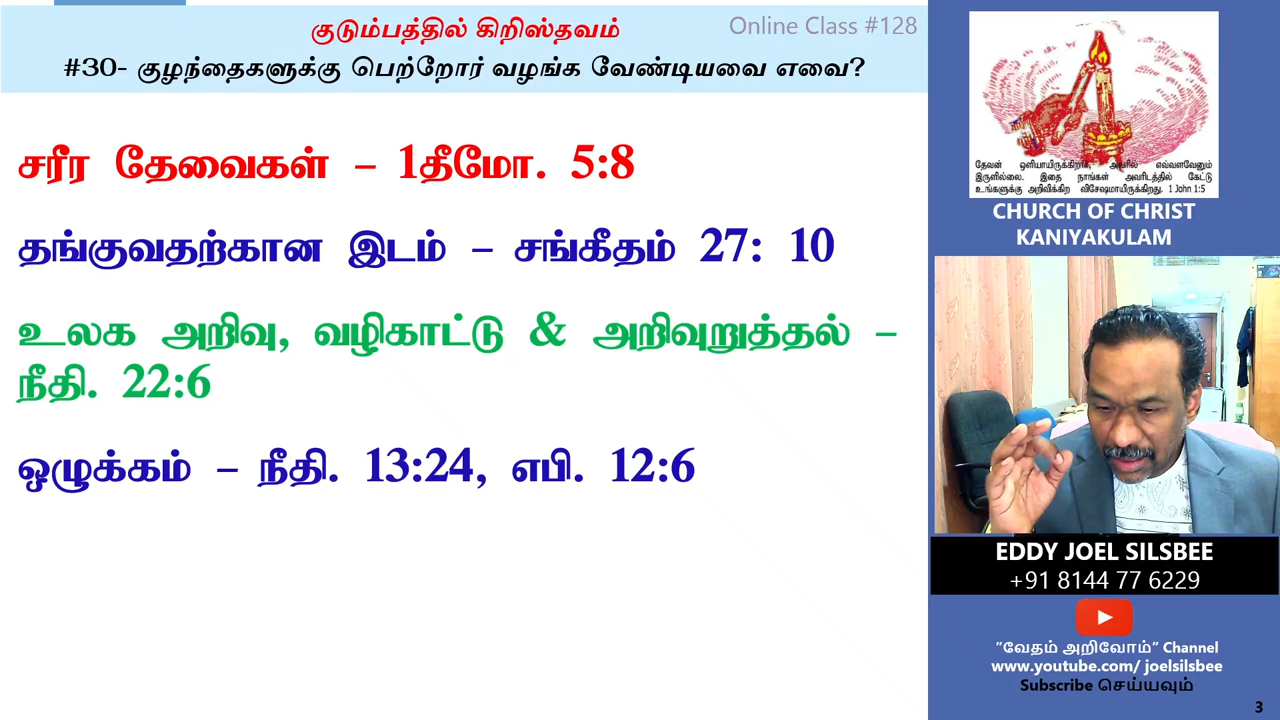 குடும்பத்தில் கிறிஸ்தவம்
Online Class #128
#30- குழந்தைகளுக்கு பெற்றோர் வழங்க வேண்டியவை எவை?
சரீர தேவைகள் – 1தீமோ. 5:8
தங்குவதற்கான இடம் – சங்கீதம் 27: 10
உலக அறிவு, வழிகாட்டு & அறிவுறுத்தல் –
நீதி. 22:6
ஒழுக்கம் – நீதி. 13:24, எபி. 12:6
தேவன் ஒளியாயிருக்கிறார், அவரில் எவ்வளவேனும்
இருளில்லை. இதை நாங்கள் அவரிடத்தில் கேட்டு
உங்களுக்கு அறிவிக்கிற விசேஷமாயிருக்கிறது. 1 John 1:5
CHURCH OF CHRIST
KANIYAKULAM
EDDY JOEL SILSBEE
+91 8144 77 6229
"வேதம் அறிவோம்" Channel
www.youtube.com/ joelsilsbee
Subscribe செய்யவும்
3